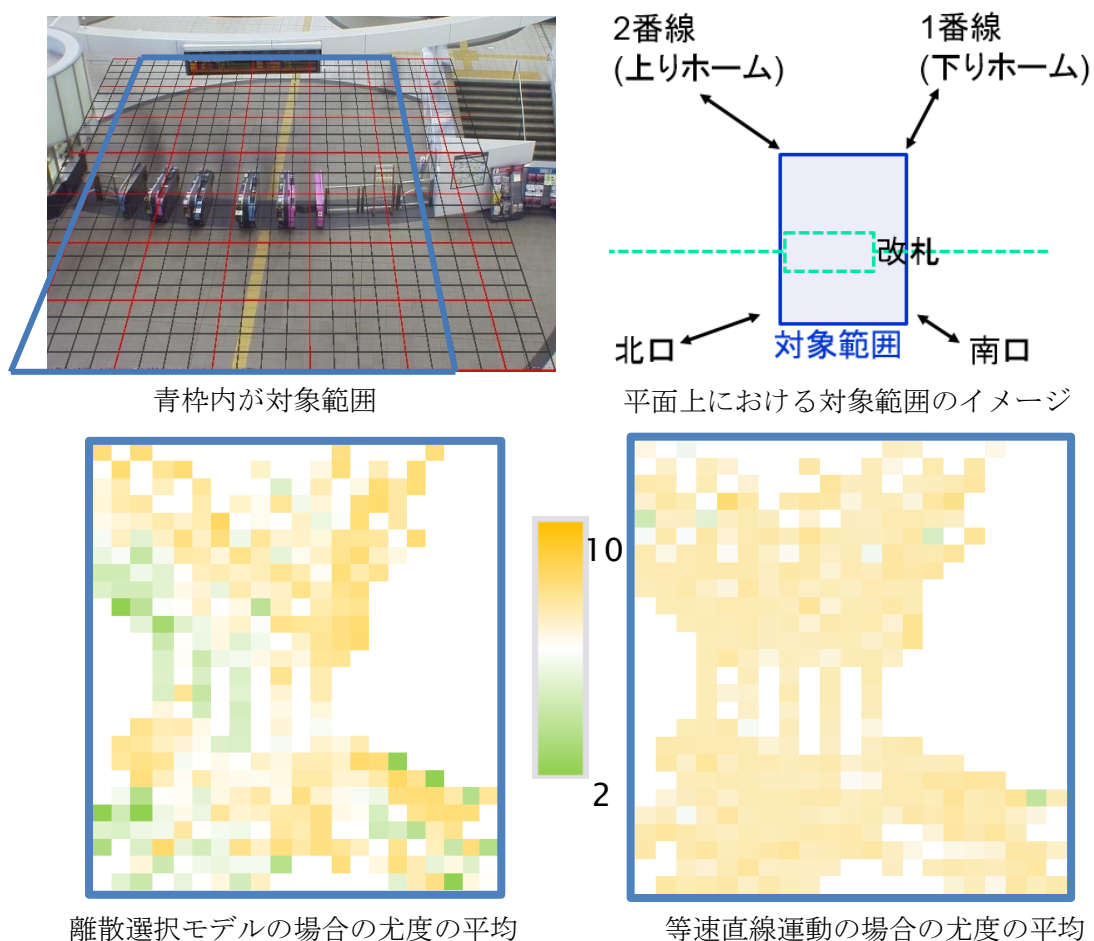 2番線
(上りホーム)
1番線
(下りホーム)
改札
北口
対象範囲
南口
青枠内が対象範囲
平面上における対象範囲のイメージ
10
2
離散選択モデルの場合の尤度の平均
等速直線運動の場合の尤度の平均